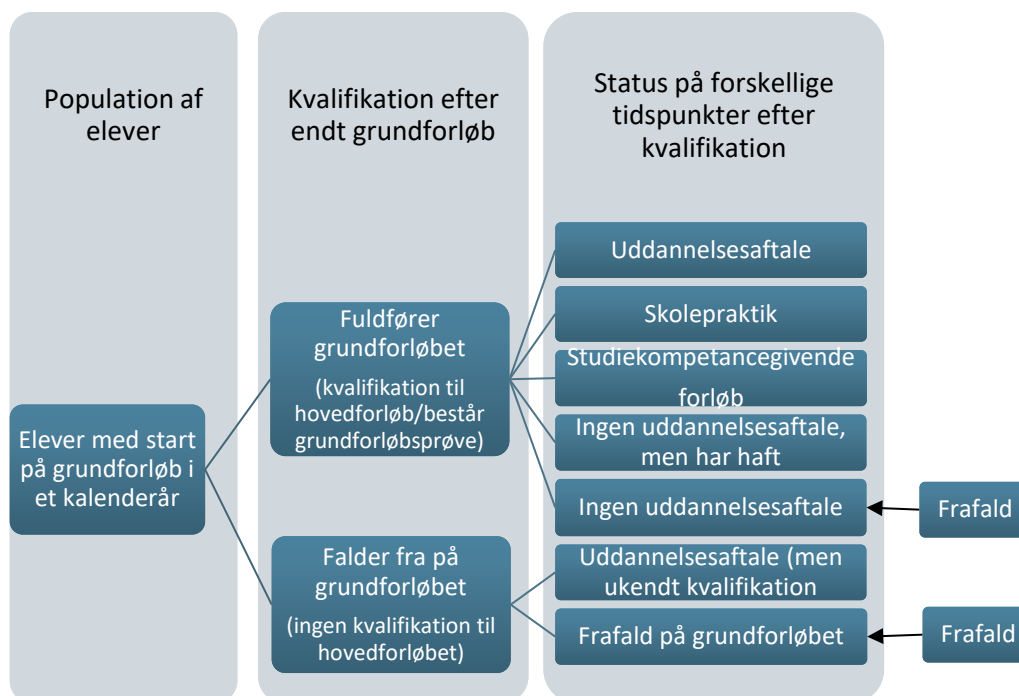 Population af
elever
Kvalifikation efter
endt grundforløb
Status på forskellige
tidspunkter efter
kvalifikation
Elever med start
på grundforløb i
et kalenderår
Fuldfører
grundforløbet
(kvalifikation til
hovedforløb/består
grundforløbsprøve)
Falder fra på
grundforløbet
(ingen kvalifikation til
hovedforløbet)
Uddannelsesaftale
Skolepraktik
Studiekompetancegivende
forløb
Ingen uddannelsesaftale,
men har haft
Ingen uddannelsesaftale
Uddannelsesaftale (men
ukendt kvalifikation
Frafald på grundforløbet
Frafald
Frafald